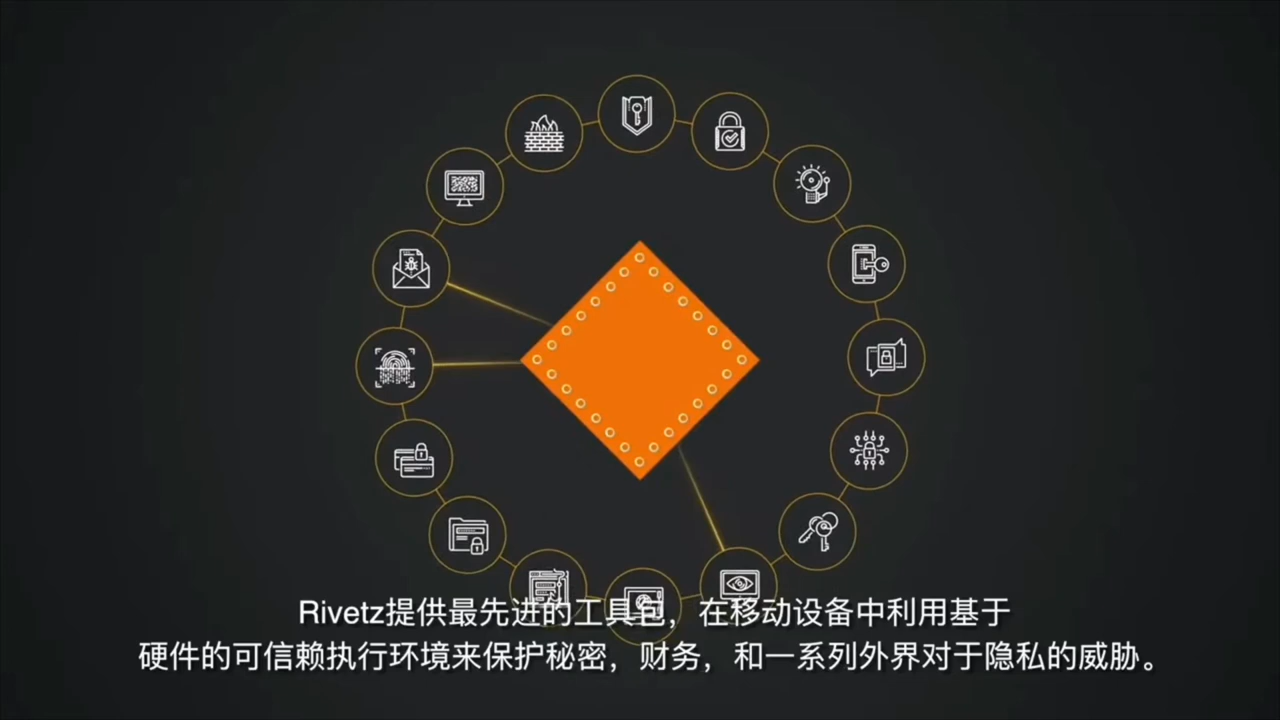 Rivetz提供最先进的工具包，在移动设备中利用基于
硬件的可信赖执行环境来保护秘密，财务，和一系列外界对于隐私的威胁。